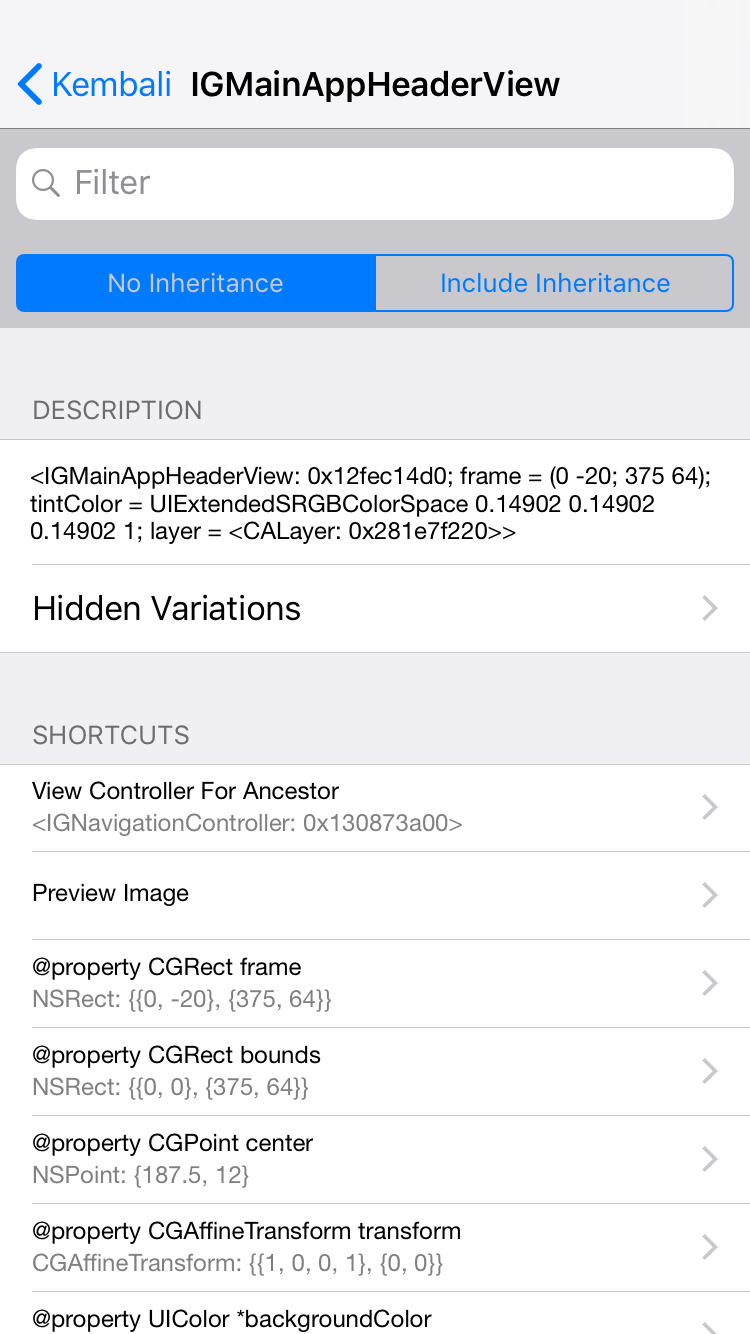 Kembali IGMainAppHeaderView
Filter
No Inheritance Include Inheritance
DESCRIPTION
<IGMainAppHeaderView: 0x12fec14d0; frame = (0 -20; 375 64);
tintColor = UIExtendedSRGBColorSpace 0.14902 0.14902
0.14902 1; layer = <CALayer: 0x281e7f220>>
Hidden Variations
SHORTCUTS
View Controller For Ancestor
<IGNavigationController: 0x130873a00>
Preview Image
@property CGRect frame
NSRect: {{0, -20}, {375, 64}}
@property CGRect bounds
NSRect: {{0, 0}, {375, 64}}
@property CGPoint center
NSPoint: {187.5, 12}
@property CGAffineTransform transform
CGAffineTransform: {{1, 0, 0, 1}, {0, 0}}
@property UIColor *backgroundColor